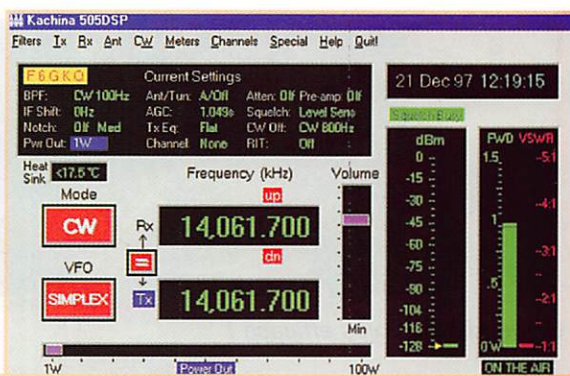 Kachina 505DSP
Filters Tx Rx Ant CW Meters Channels Special Help Quit!
F6GKQ Current Settings
BPF: CW 100Hz Ant/Tun: A/Off Atten: Off Pre-amp: Off
IF Shift: 0Hz AGC: 1.049s Squelch: Level Sens
Notch: Off Med Tx Eq: Flat CW Off: CW 800Hz
Pwr Out: 1W Channel: None RIT: Off
21 Dec 97 12:19:15
Squelch Busy
Heat Sink <17.5°C
Frequency (kHz)
Volume
Mode
up
CW
Rx
14,061.700
=
dn
VFO
SIMPLEX
Tx
14,061.700
Min
1W Power Out 100W
dBm
0
-15
-30
-45
-60
-75
-90
-104
-116
-128
FWD VSWR
1.5 -5:1
-4:1
1
-3:1
.5
-2:1
0W -1:1
ON THE AIR